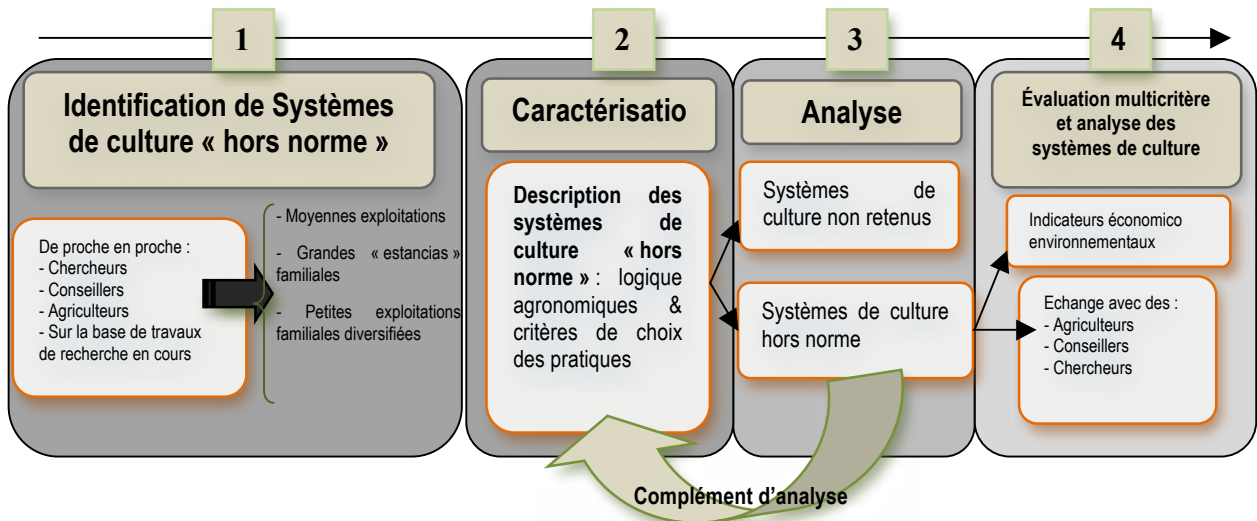 1
Identification de Systèmes
de culture « hors norme »
De proche en proche :
- Chercheurs
- Conseillers
- Agriculteurs
- Sur la base de travaux
de recherche en cours
- Moyennes exploitations
- Grandes « estancias »
familiales
- Petites exploitations
familiales diversifiées
2
Caractérisatio
Description des
systèmes de
culture « hors
norme » : logique
agronomiques &
critères de choix
des pratiques
3
Analyse
Systèmes de
culture non retenus
Systèmes de culture
hors norme
4
Évaluation multicritère
et analyse des
systèmes de culture
Indicateurs économico
environnementaux
Echange avec des :
- Agriculteurs
- Conseillers
- Chercheurs
Complément d'analyse